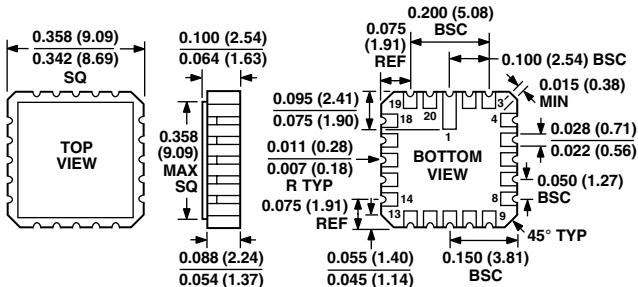 0.358 (9.09)
0.342 (8.69)
SQ
0.100 (2.54)
0.064 (1.63)
0.358
(9.09)
MAX
SQ
0.088 (2.24)
0.054 (1.37)
TOP
VIEW
0.075
(1.91)
REF
0.200 (5.08)
BSC
0.100 (2.54) BSC
0.015 (0.38)
MIN
0.095 (2.41)
0.075 (1.90)
0.011 (0.28)
0.007 (0.18)
R TYP
0.075 (1.91)
REF
0.055 (1.40)
0.045 (1.14)
19
18
20
1
3
4
BOTTOM
VIEW
14
13
8
9
0.028 (0.71)
0.022 (0.56)
0.050 (1.27)
BSC
45° TYP
0.150 (3.81)
BSC